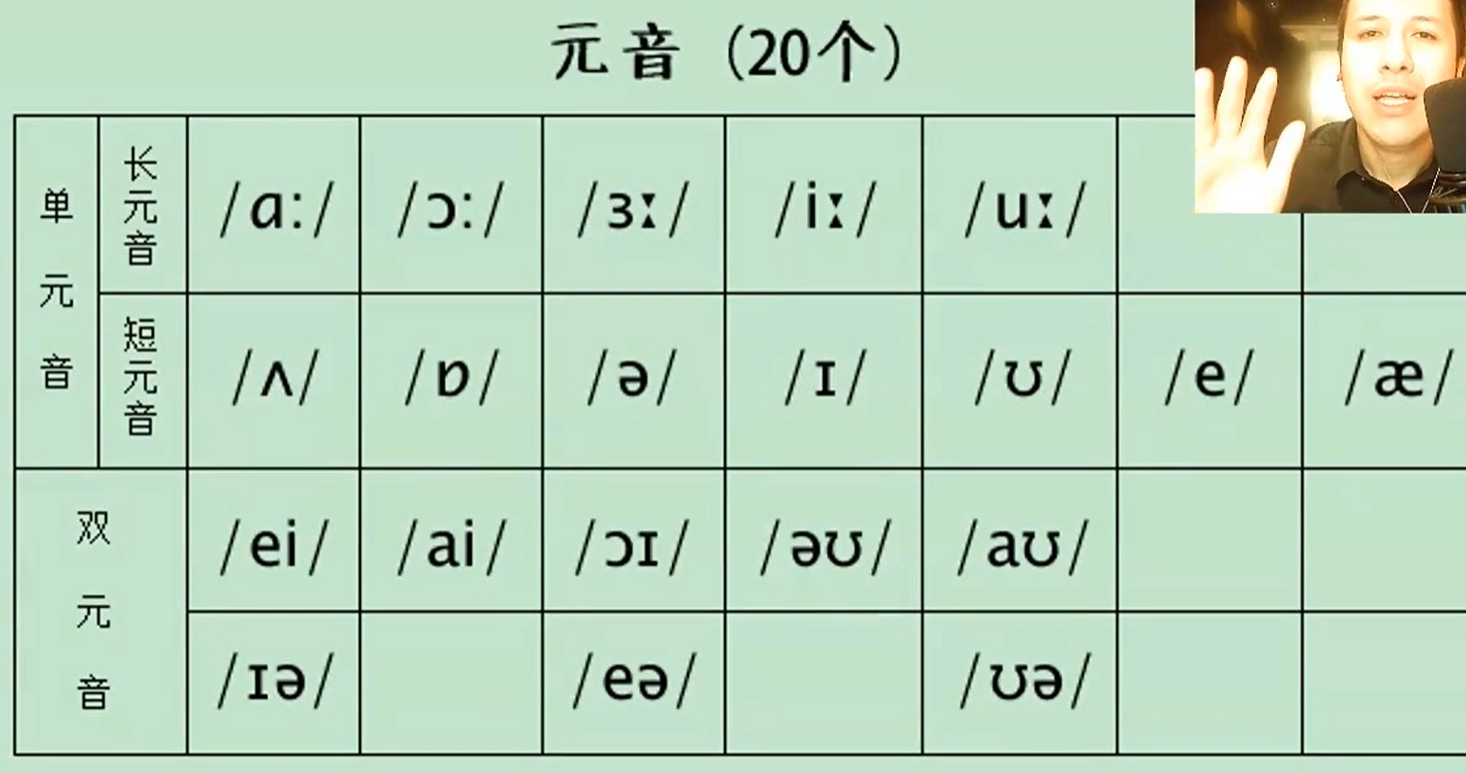 元音（20个）
单元音 长元音 /ɑː/ /ɔː/ /ɜː/ /iː/ /uː/
短元音 /ʌ/ /ɒ/ /ə/ /ɪ/ /ʊ/ /e/ /æ/
双元音 /ei/ /ai/ /ɔɪ/ /əʊ/ /aʊ/
/ɪə/ /eə/ /ʊə/